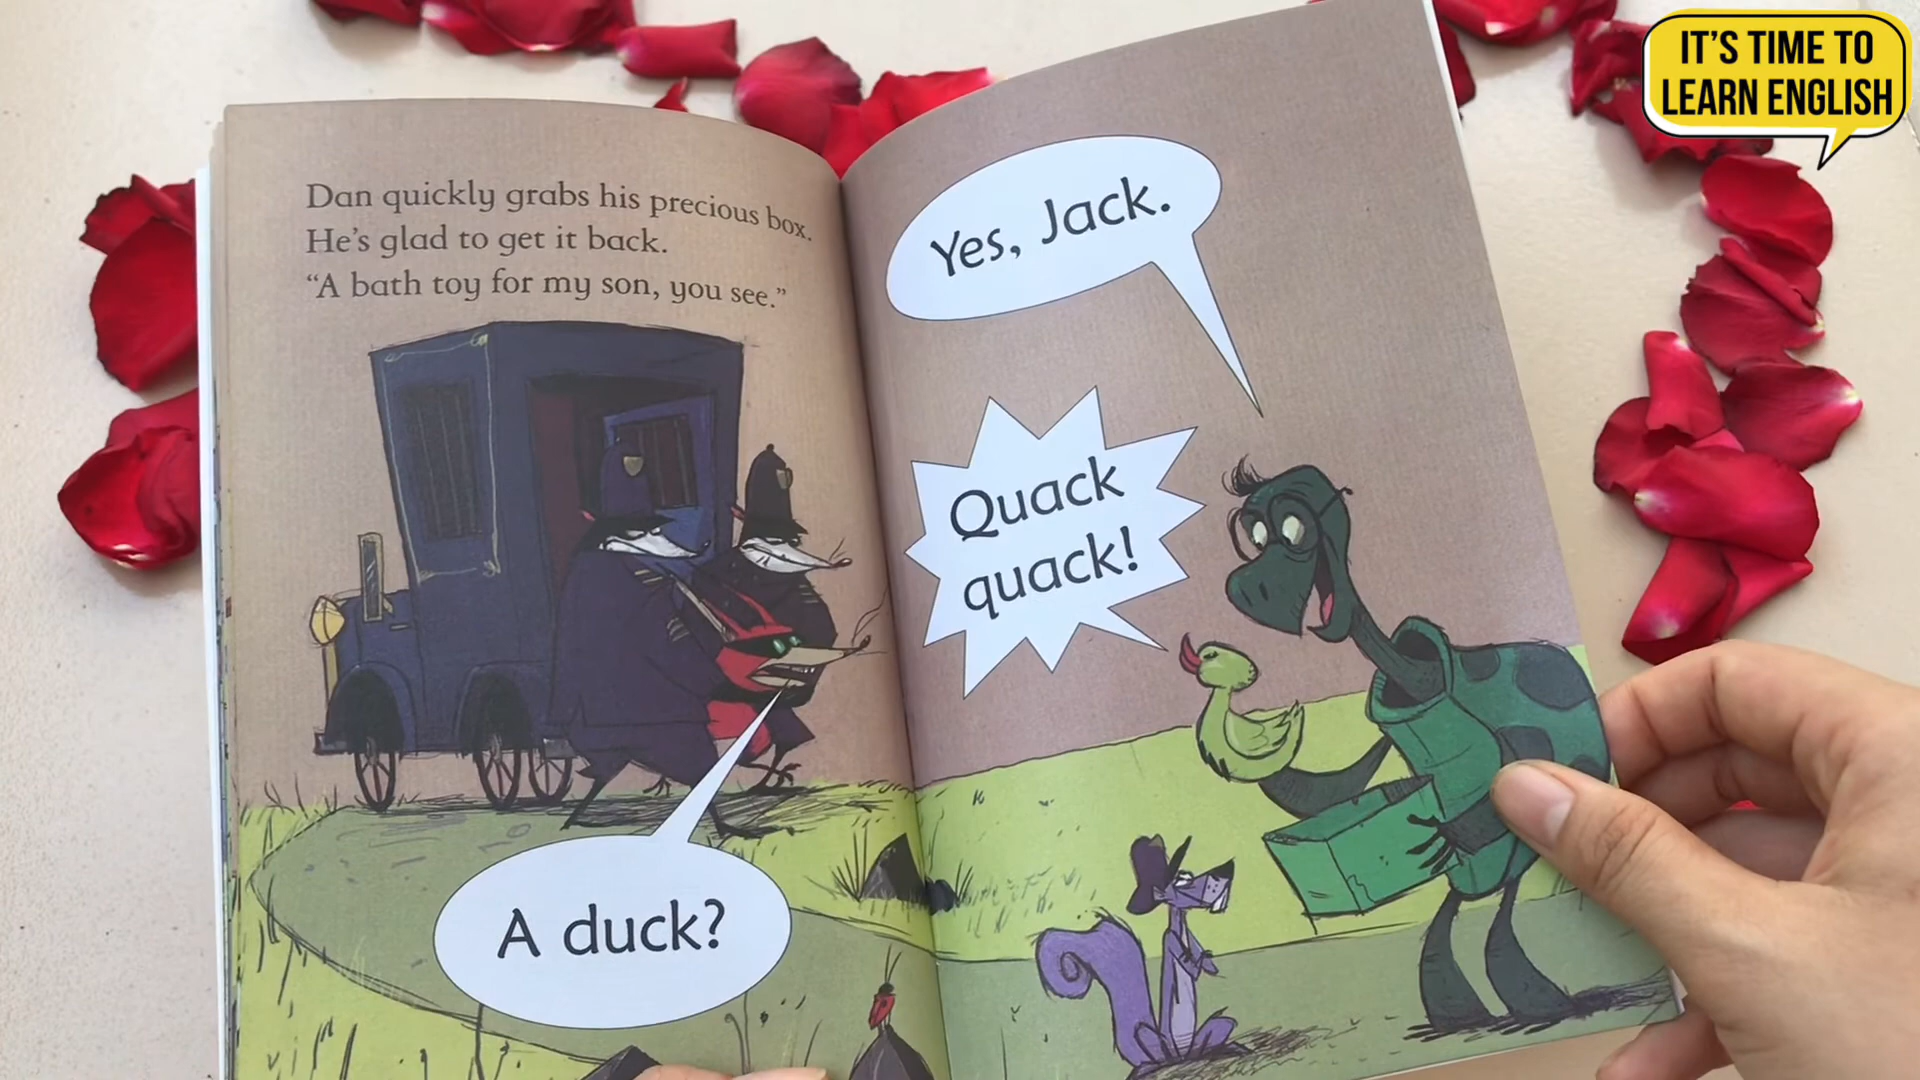 Dan quickly grabs his precious box.
He's glad to get it back.
“A bath toy for my son, you see.”
A duck?
Yes, Jack.
Quack
quack!
IT'S TIME TO
LEARN ENGLISH